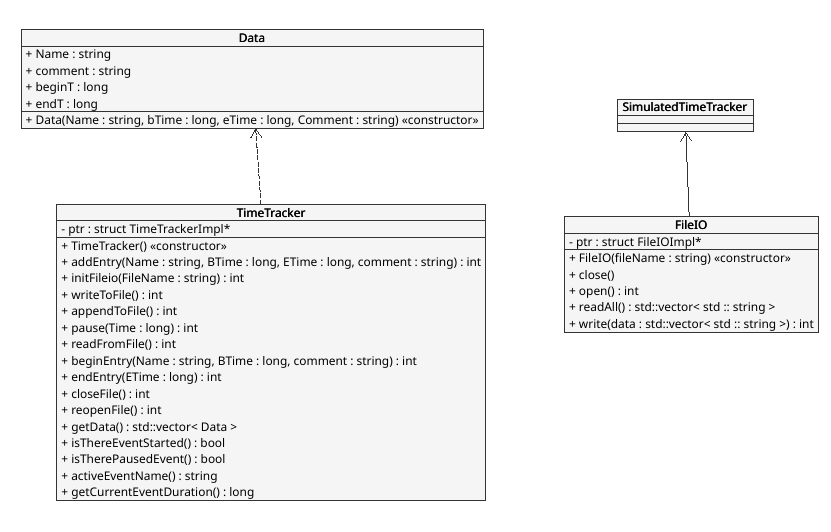 Data
+ Name : string
+ comment : string
+ beginT : long
+ endT : long
+ Data(Name : string, bTime : long, eTime : long, Comment : string) «constructor»
SimulatedTimeTracker
TimeTracker
- ptr : struct TimeTrackerImpl*
+ TimeTracker() «constructor»
+ addEntry(Name : string, BTime : long, ETime : long, comment : string) : int
+ initFileio(FileName : string) : int
+ writeToFile() : int
+ appendToFile() : int
+ pause(Time : long) : int
+ readFromFile() : int
+ beginEntry(Name : string, BTime : long, comment : string) : int
+ endEntry(ETime : long) : int
+ closeFile() : int
+ reopenFile() : int
+ getData() : std::vector< Data >
+ isThereEventStarted() : bool
+ isTherePausedEvent() : bool
+ activeEventName() : string
+ getCurrentEventDuration() : long
FileIO
- ptr : struct FileIOImpl*
+ FileIO(fileName : string) «constructor»
+ close()
+ open() : int
+ readAll() : std::vector< std :: string >
+ write(data : std::vector< std :: string >) : int